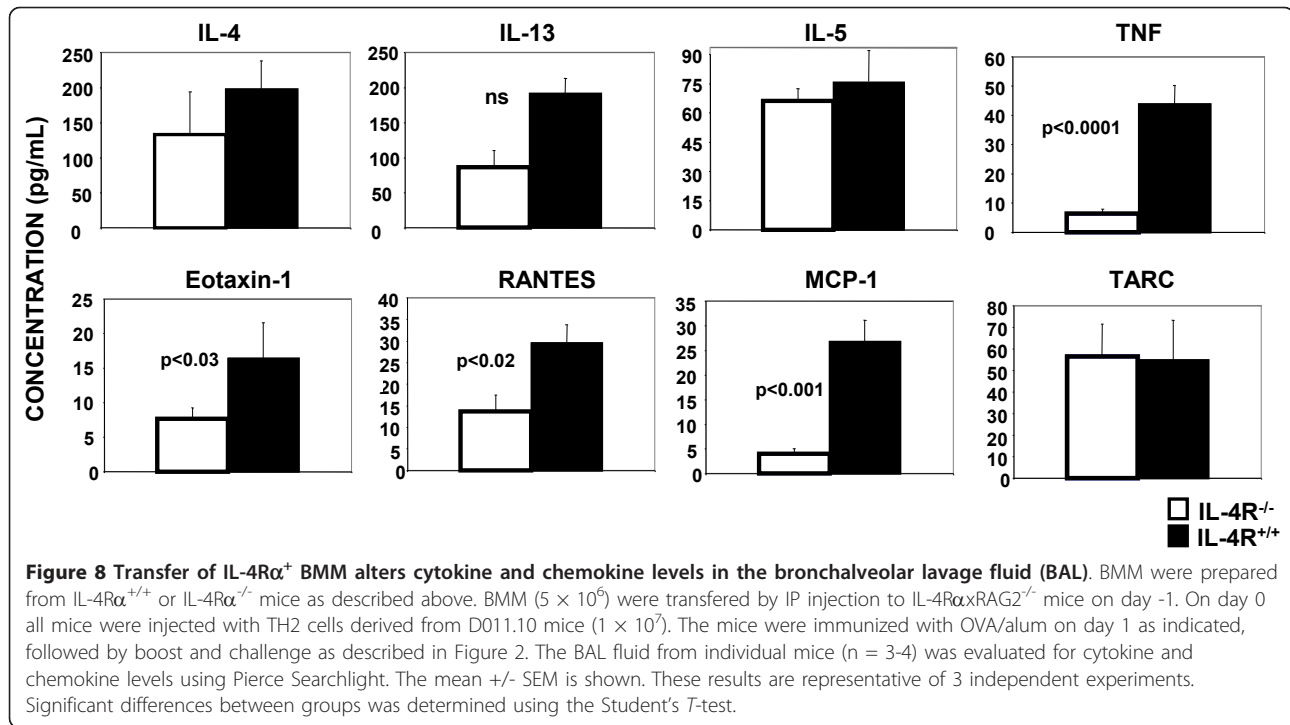 IL-4
IL-13
IL-5
TNF
CONCENTRATION (pg/mL)
250
200
150
100
50
0
250
200
150
100
50
0
ns
90
75
60
45
30
15
0
60
50
40
30
20
10
0
p<0.0001
Eotaxin-1
RANTES
MCP-1
TARC
25
20
15
10
5
0
p<0.03
40
35
30
25
20
15
10
5
0
p<0.02
35
30
25
20
15
10
5
0
p<0.001
80
70
60
50
40
30
20
10
0
IL-4R-/-
IL-4R+/+
Figure 8 Transfer of IL-4Rα+ BMM alters cytokine and chemokine levels in the bronchalveolar lavage fluid (BAL). BMM were prepared
from IL-4Rα+/+ or IL-4Rα-/- mice as described above. BMM (5 × 10⁶) were transfered by IP injection to IL-4RαxRAG2-/- mice on day -1. On day 0
all mice were injected with TH2 cells derived from D011.10 mice (1 × 10⁷). The mice were immunized with OVA/alum on day 1 as indicated,
followed by boost and challenge as described in Figure 2. The BAL fluid from individual mice (n = 3-4) was evaluated for cytokine and
chemokine levels using Pierce Searchlight. The mean +/- SEM is shown. These results are representative of 3 independent experiments.
Significant differences between groups was determined using the Student's T-test.